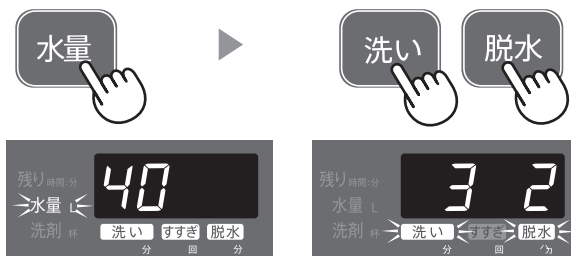 水量
洗い 脱水
残り時間:分
水量 L
洗剤 杯
40
洗い すすぎ 脱水
分 回 分
残り時間:分
水量 L
洗剤 杯
3 2
洗い すすぎ 脱水
分 回 分